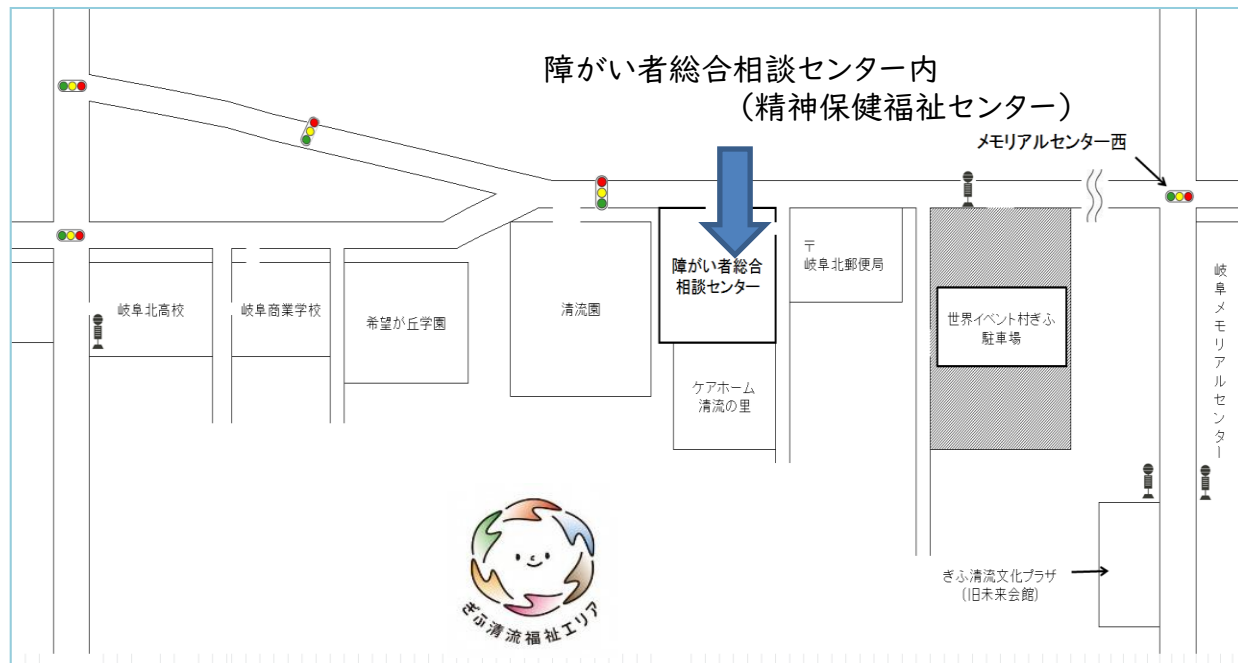 障がい者総合相談センター内
（精神保健福祉センター）
メモリアルセンター西
障がい者総合
相談センター
〒
岐阜北郵便局
岐阜北高校
岐阜商業学校
希望が丘学園
清流園
世界イベント村ぎふ
駐車場
岐阜メモリアルセンター
ケアホーム
清流の里
ぎふ清流文化プラザ
(旧未来会館)
ぎふ清流福祉エリア